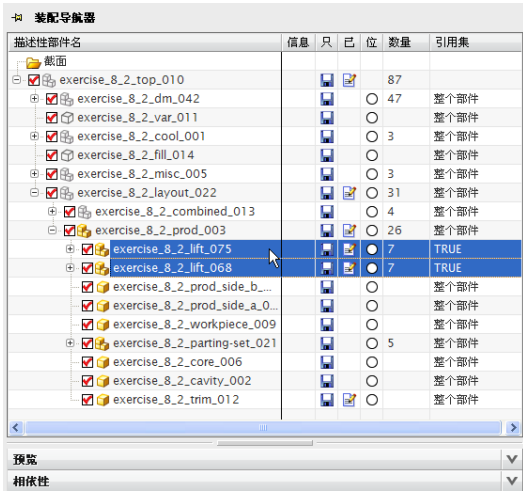 装配导航器
描述性部件名 信息 只 已 位 数量 引用集
截面
exercise_8_2_top_010 87
exercise_8_2_dm_042 47 整个部件
exercise_8_2_var_011 整个部件
exercise_8_2_cool_001 3 整个部件
exercise_8_2_fill_014 整个部件
exercise_8_2_misc_005 3 整个部件
exercise_8_2_layout_022 31 整个部件
exercise_8_2_combined_013 4 整个部件
exercise_8_2_prod_003 26 整个部件
exercise_8_2_lift_075 7 TRUE
exercise_8_2_lift_068 7 TRUE
exercise_8_2_prod_side_b_... 整个部件
exercise_8_2_prod_side_a_0... 整个部件
exercise_8_2_workpiece_009 整个部件
exercise_8_2_parting-set_021 5 整个部件
exercise_8_2_core_006 整个部件
exercise_8_2_cavity_002 整个部件
exercise_8_2_trim_012 整个部件
预览
相依性